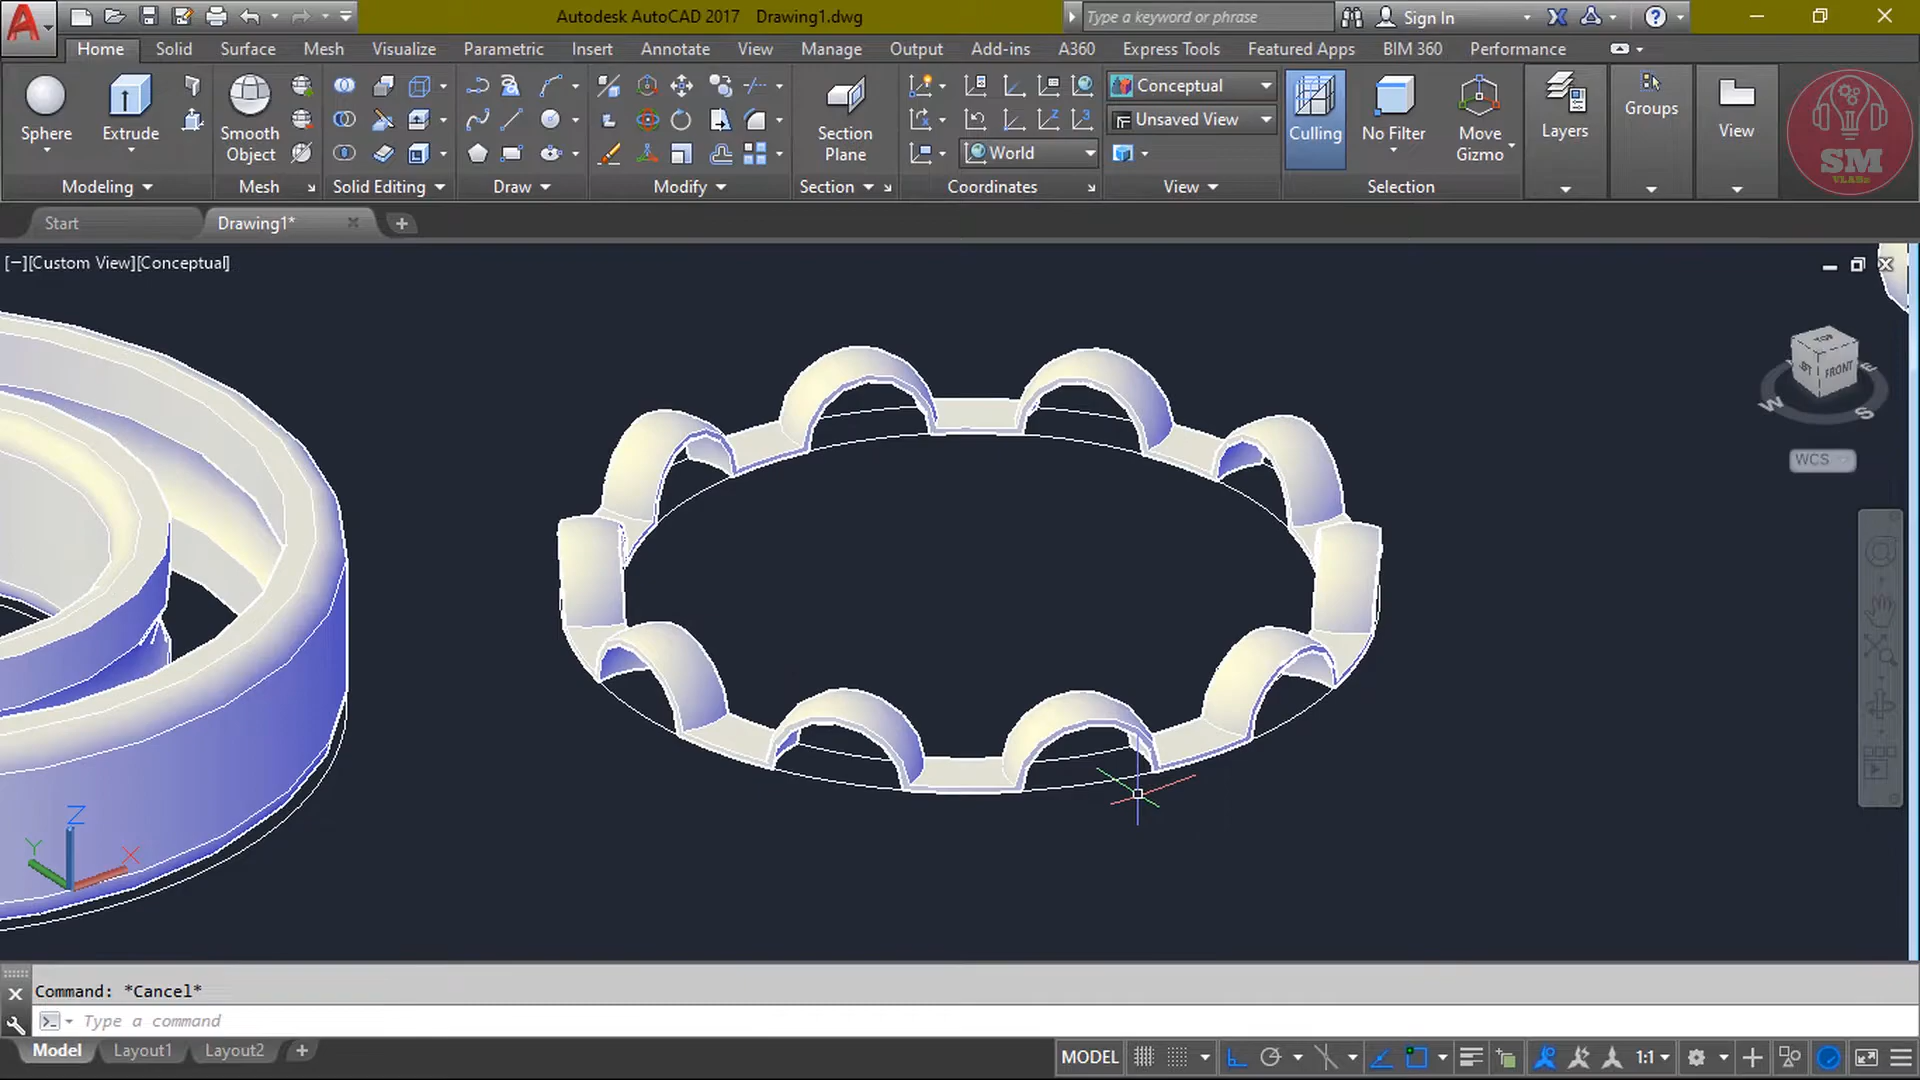 Autodesk AutoCAD 2017 Drawing1.dwg
Type a keyword or phrase
Sign In
Home Solid Surface Mesh Visualize Parametric Insert Annotate View Manage Output Add-ins A360 Express Tools Featured Apps BIM 360 Performance
Sphere
Extrude
Smooth
Object
Section
Plane
Conceptual
Unsaved View
World
Culling
No Filter
Move
Gizmo
Layers
Groups
View
SM
VLABs
Modeling
Mesh
Solid Editing
Draw
Modify
Section
Coordinates
View
Selection
Start
Drawing1*
[−][Custom View][Conceptual]
TOP
FRONT
W
S
E
WCS
Z
Y
X
Command: *Cancel*
Type a command
Model
Layout1
Layout2
MODEL
1:1